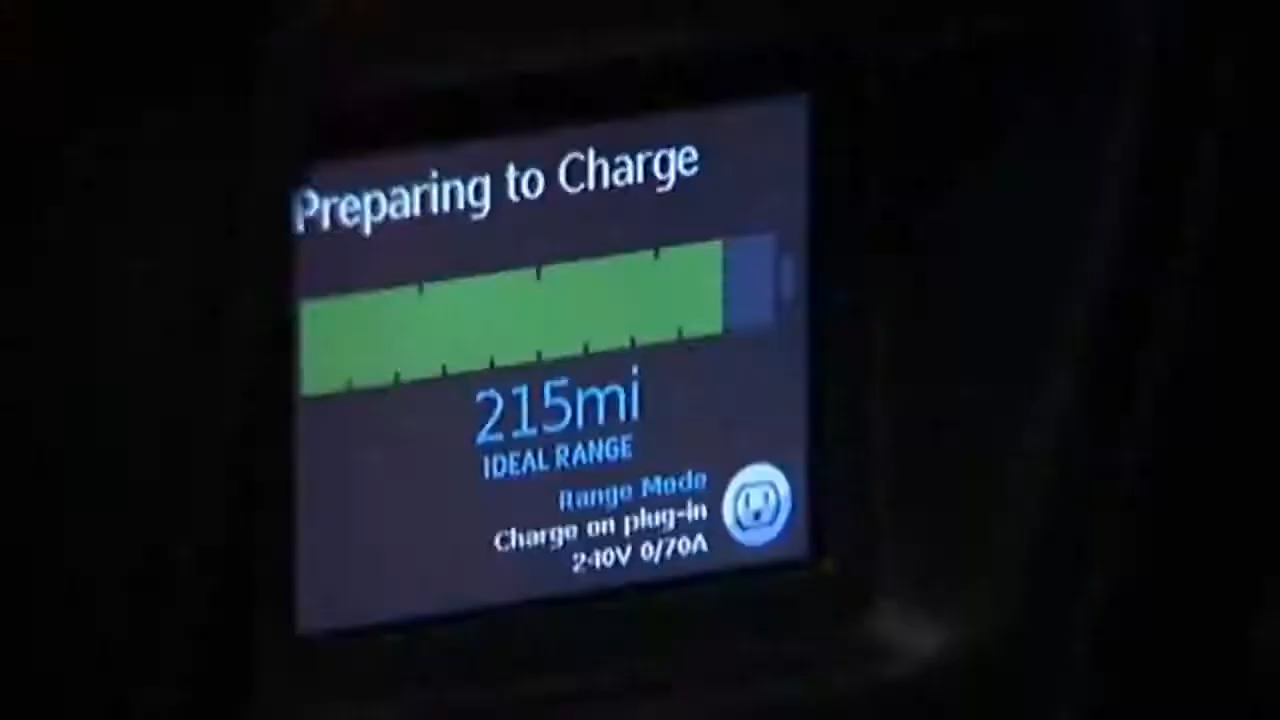 Preparing to Charge
215mi
IDEAL RANGE
Range Mode
Charge on plug-in
240V 0/70A